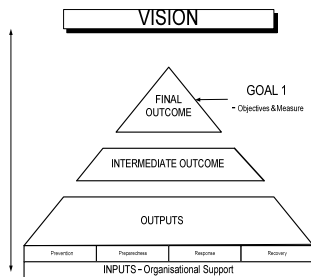 VISION
FINAL
OUTCOME
GOAL 1
- Objectives & Measure
INTERMEDIATE OUTCOME
OUTPUTS
Prevention Preparedness Response Recovery
INPUTS - Organisational Support